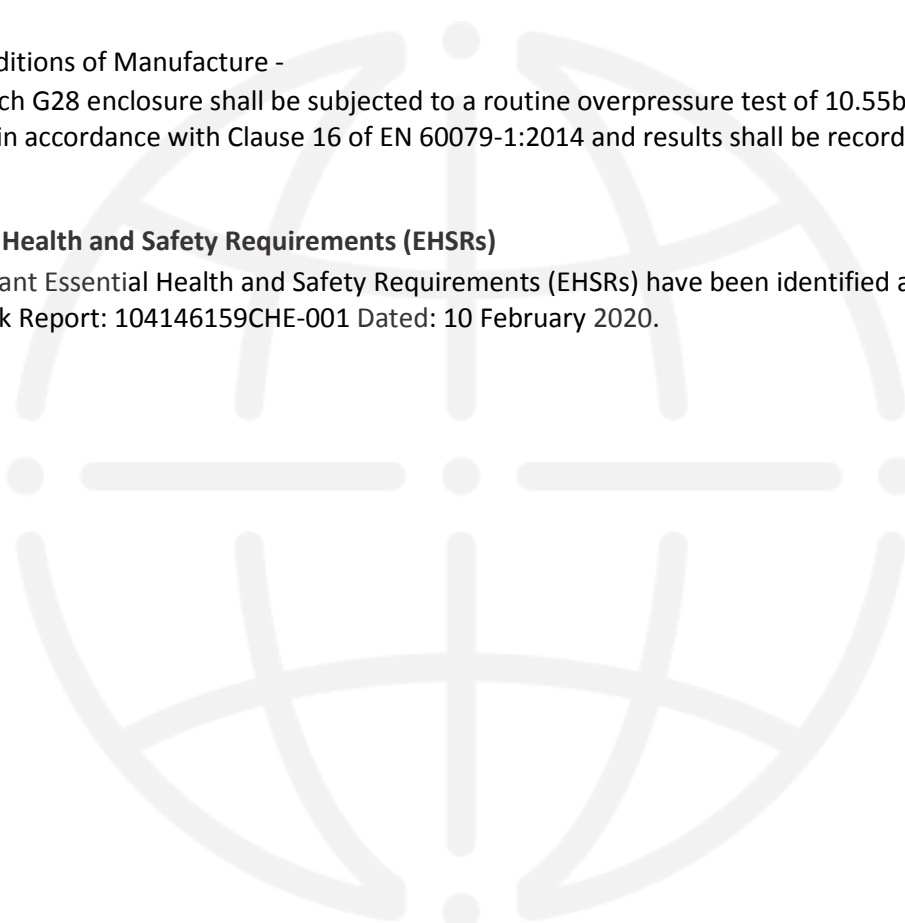 ditions of Manufacture -
ch G28 enclosure shall be subjected to a routine overpressure test of 10.55b
in accordance with Clause 16 of EN 60079-1:2014 and results shall be record
Health and Safety Requirements (EHSRs)
ant Essential Health and Safety Requirements (EHSRs) have been identified a
k Report: 104146159CHE-001 Dated: 10 February 2020.